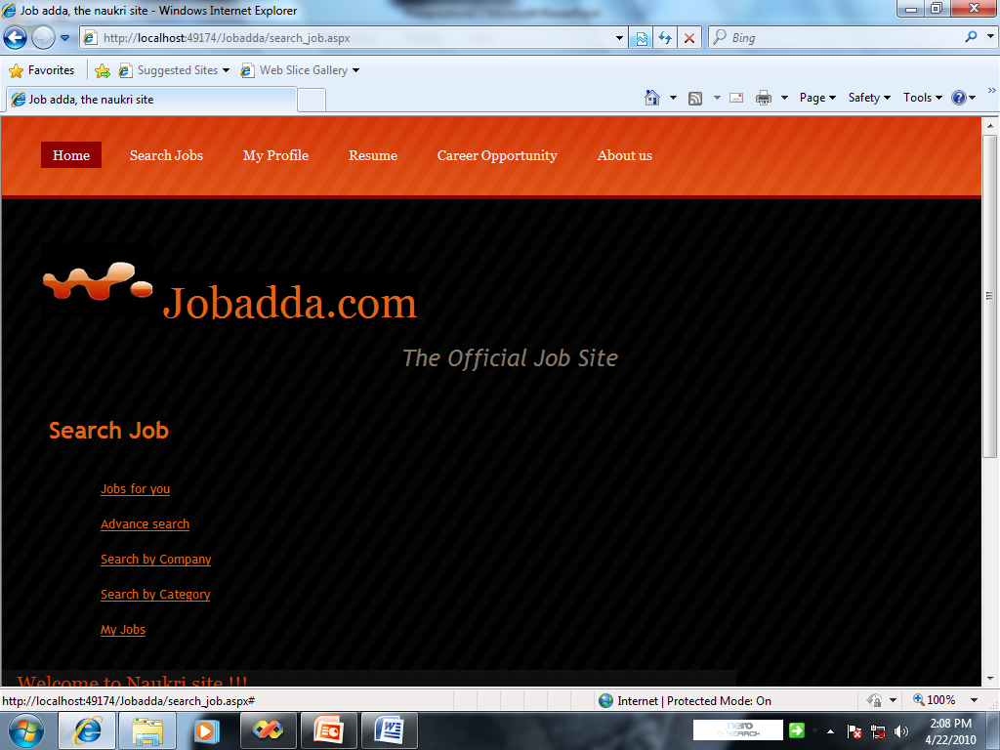 Job adda, the naukri site - Windows Internet Explorer
http://localhost:49174/Jobadda/search_job.aspx
Bing
Favorites Suggested Sites Web Slice Gallery
Job adda, the naukri site
Page Safety Tools
Home Search Jobs My Profile Resume Career Opportunity About us
Jobadda.com
The Official Job Site
Search Job
Jobs for you
Advance search
Search by Company
Search by Category
My Jobs
Welcome to Naukri site !!!
http://localhost:49174/Jobadda/search_job.aspx# Internet | Protected Mode: On 100%
nero
SEARCH
2:08 PM
4/22/2010